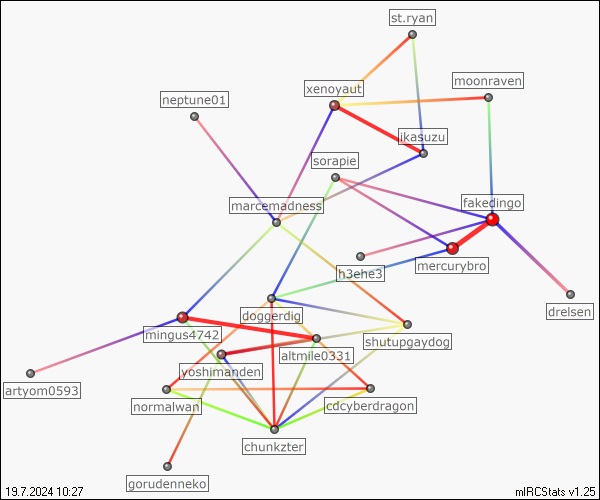 st.ryan
xenoyaut
moonraven
neptune01
ikasuzu
sorapie
marcemadness
fakedingo
h3ehe3
mercurybro
drelsen
doggerdig
mingus4742
shutupgaydog
altmile0331
yoshimanden
artyom0593
normalwan
cdcyberdragon
chunkzter
gorudenneko
19.7.2024 10:27
mIRCStats v1.25